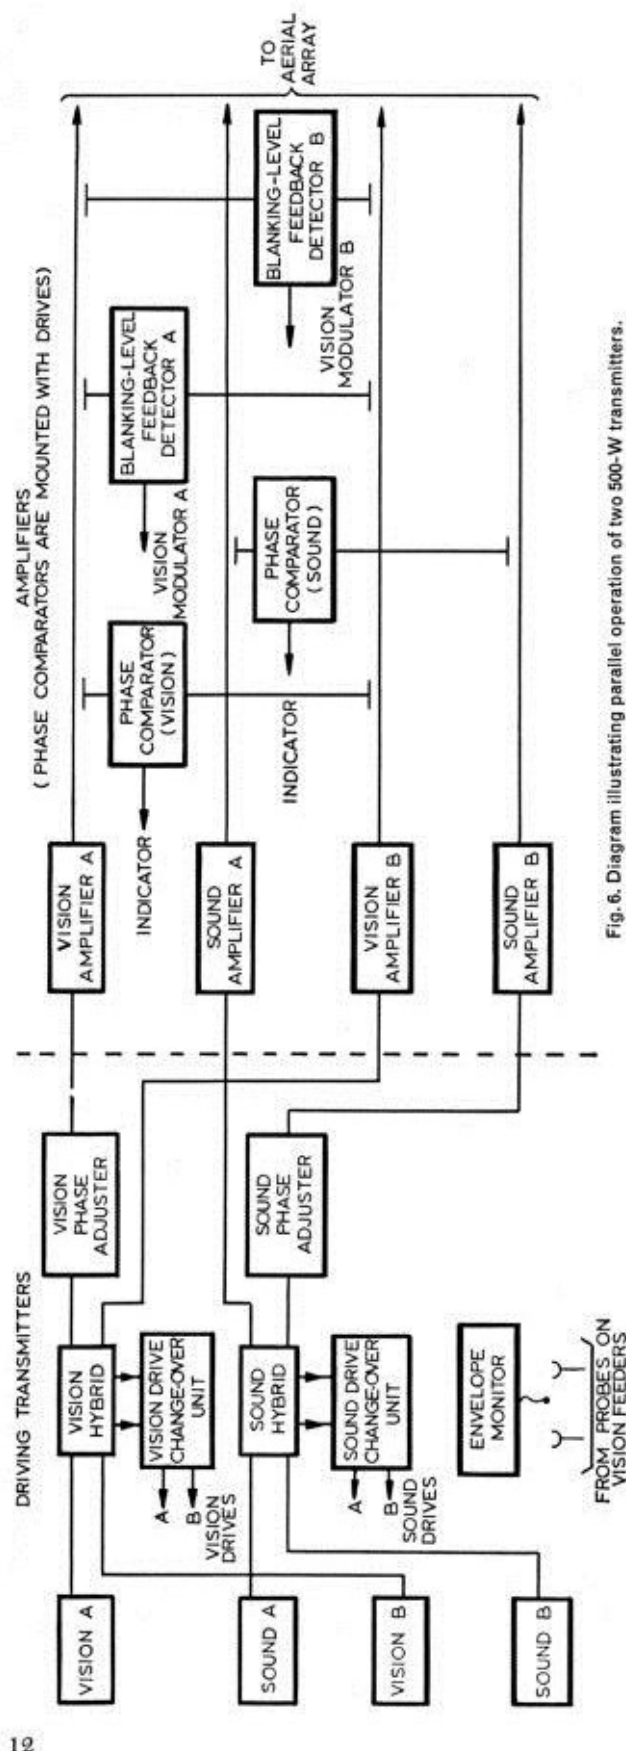 12
DRIVING TRANSMITTERS
AMPLIFIERS
( PHASE COMPARATORS ARE MOUNTED WITH DRIVES)
VISION A
VISION
HYBRID
VISION
PHASE
ADJUSTER
VISION
AMPLIFIER A
PHASE
COMPARATOR
(VISION)
INDICATOR
BLANKING-LEVEL
FEEDBACK
DETECTOR A
VISION
MODULATOR A
TO
AERIAL
ARRAY
VISION DRIVE
CHANGE-OVER
UNIT
A
B
VISION
DRIVES
SOUND A
SOUND
HYBRID
SOUND
PHASE
ADJUSTER
SOUND
AMPLIFIER A
PHASE
COMPARATOR
(SOUND)
INDICATOR
BLANKING-LEVEL
FEEDBACK
DETECTOR B
VISION
MODULATOR B
SOUND DRIVE
CHANGE-OVER
UNIT
A
B
SOUND
DRIVES
VISION B
VISION
AMPLIFIER B
SOUND B
ENVELOPE
MONITOR
FROM PROBES ON
VISION FEEDERS
SOUND
AMPLIFIER B
Fig. 6. Diagram illustrating parallel operation of two 500-W transmitters.